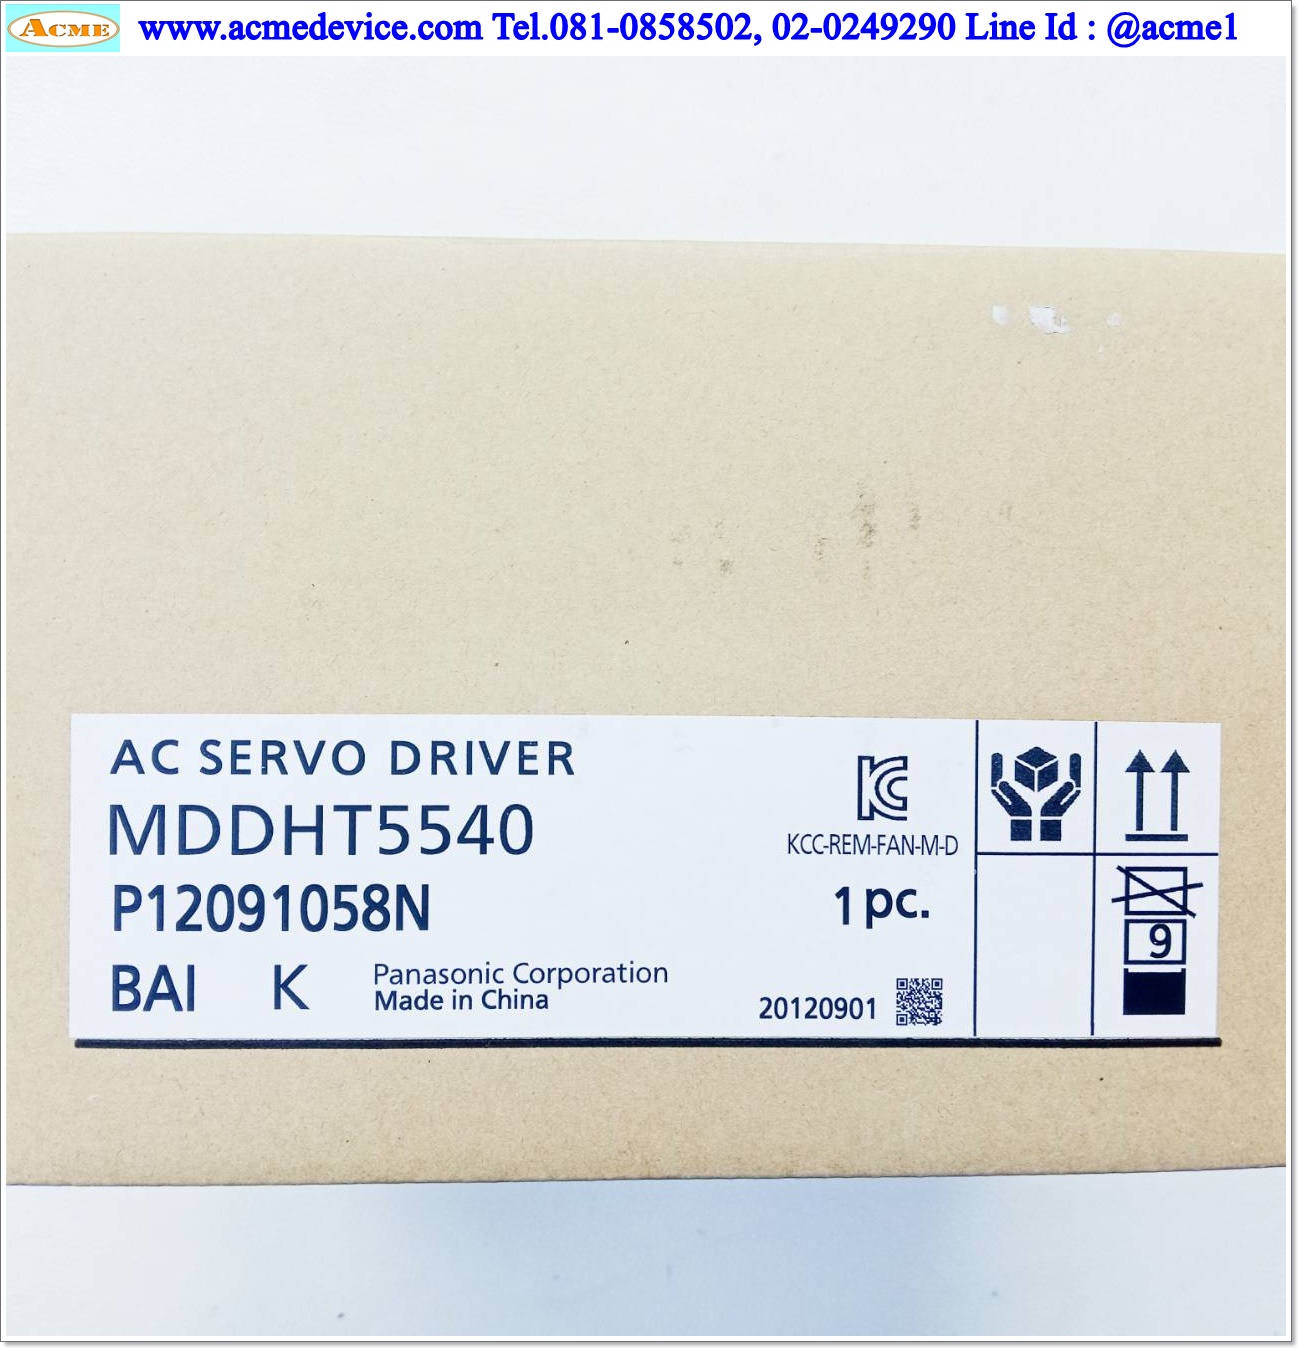 ACME www.acmedevice.com Tel.081-0858502, 02-0249290 Line Id : @acme1
AC SERVO DRIVER
MDDHT5540
KCC-REM-FAN-M-D
P12091058N
1 pc.
9
BAI K Panasonic Corporation
Made in China
20120901